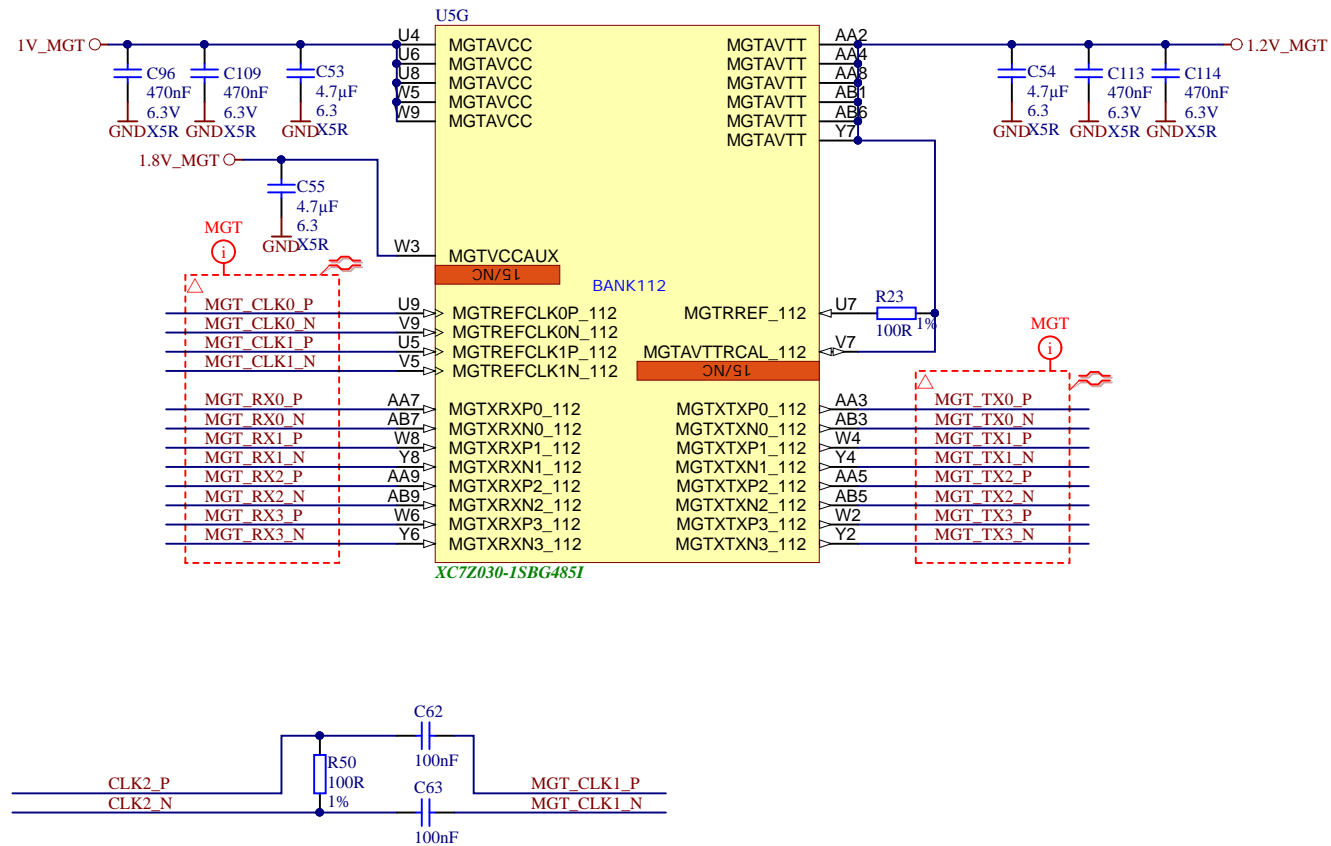 U5G
1V_MGT
C96
470nF
6.3V
X5R
GND
C109
470nF
6.3V
X5R
GND
C53
4.7µF
6.3
X5R
GND
U4 MGTAVCC
U6 MGTAVCC
U8 MGTAVCC
W5 MGTAVCC
W9 MGTAVCC
MGTAVTT AA2
MGTAVTT AA4
MGTAVTT AA8
MGTAVTT AB1
MGTAVTT AB6
MGTAVTT Y7
1.2V_MGT
C54
4.7µF
6.3
X5R
GND
C113
470nF
6.3V
X5R
GND
C114
470nF
6.3V
X5R
GND
1.8V_MGT
C55
4.7µF
6.3
X5R
GND
W3 MGTVCCAUX
15/NC
BANK112
MGT
i
MGT_CLK0_P U9 MGTREFCLK0P_112
MGT_CLK0_N V9 MGTREFCLK0N_112
MGT_CLK1_P U5 MGTREFCLK1P_112
MGT_CLK1_N V5 MGTREFCLK1N_112
MGTRREF_112 U7
R23
100R
1%
MGTAVTTRCAL_112 V7
15/NC
MGT
i
MGT_RX0_P AA7 MGTXRXP0_112
MGT_RX0_N AB7 MGTXRXN0_112
MGT_RX1_P W8 MGTXRXP1_112
MGT_RX1_N Y8 MGTXRXN1_112
MGT_RX2_P AA9 MGTXRXP2_112
MGT_RX2_N AB9 MGTXRXN2_112
MGT_RX3_P W6 MGTXRXP3_112
MGT_RX3_N Y6 MGTXRXN3_112
MGTXTXP0_112 AA3 MGT_TX0_P
MGTXTXN0_112 AB3 MGT_TX0_N
MGTXTXP1_112 W4 MGT_TX1_P
MGTXTXN1_112 Y4 MGT_TX1_N
MGTXTXP2_112 AA5 MGT_TX2_P
MGTXTXN2_112 AB5 MGT_TX2_N
MGTXTXP3_112 W2 MGT_TX3_P
MGTXTXN3_112 Y2 MGT_TX3_N
XC7Z030-1SBG485I
C62
100nF
R50
100R
1%
CLK2_P
CLK2_N
C63
100nF
MGT_CLK1_P
MGT_CLK1_N